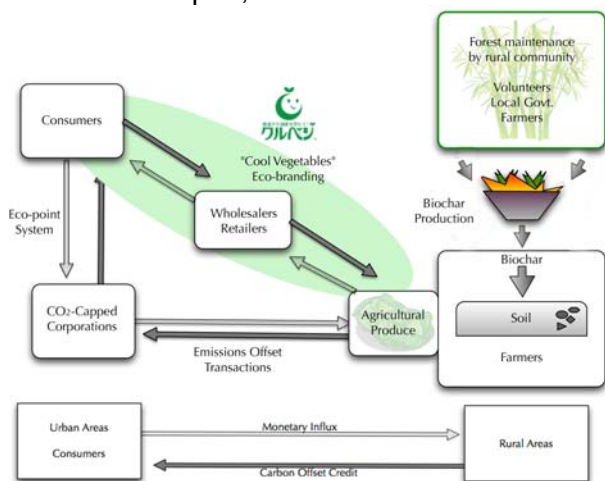 Forest maintenance
by rural community
Volunteers
Local Govt.
Farmers
Consumers
クルベジ
"Cool Vegetables"
Eco-branding
Biochar
Production
Wholesalers
Retailers
Eco-point
System
Biochar
CO2-Capped
Corporations
Agricultural
Produce
Soil
Emissions Offset
Transactions
Farmers
Urban Areas
Consumers
Monetary Influx
Rural Areas
Carbon Offset Credit